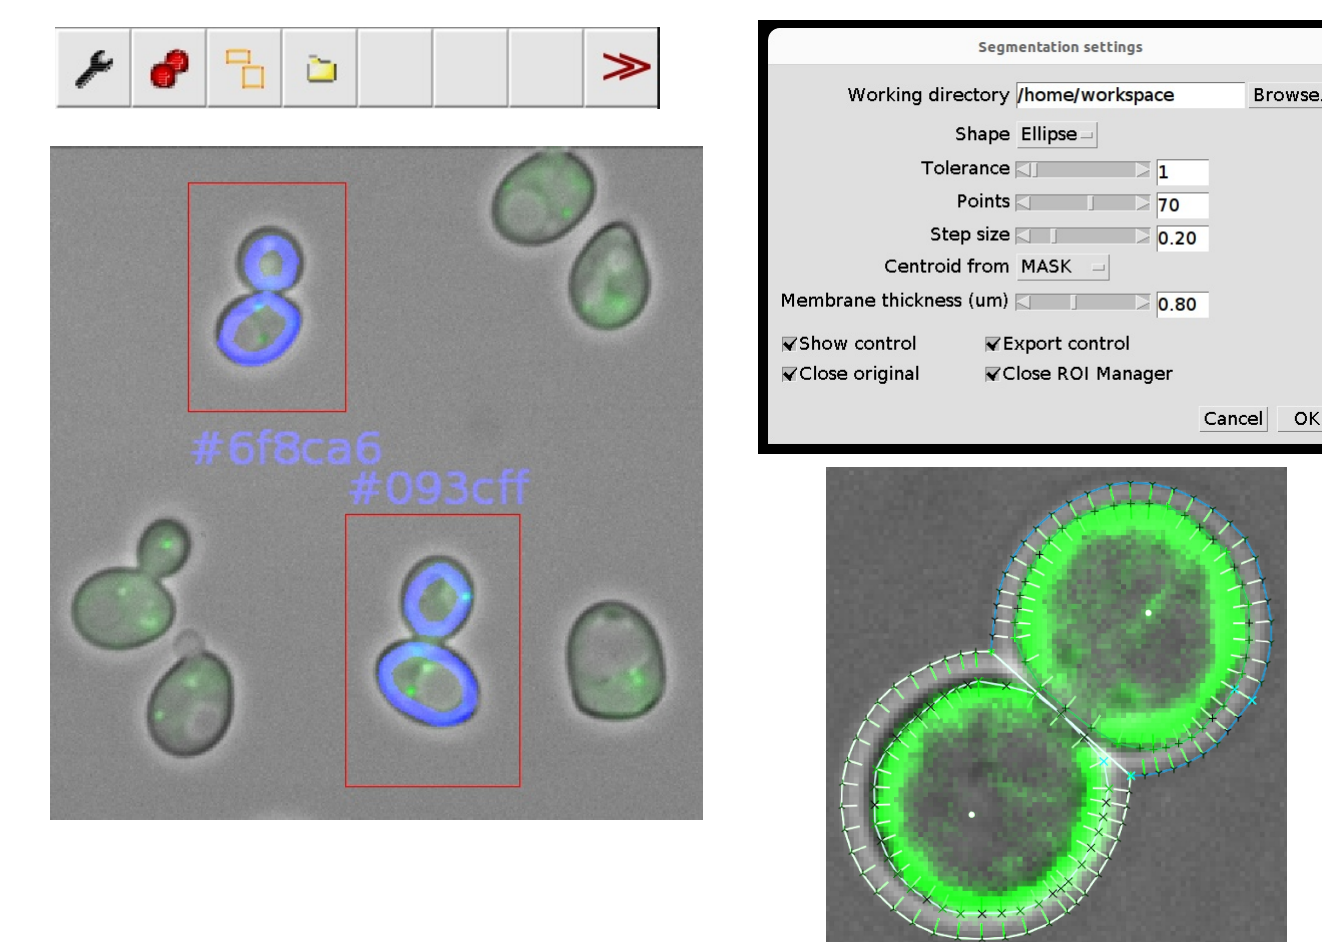 Segmentation settings
Working directory /home/workspace Browse.
Shape Ellipse
Tolerance 1
Points 70
Step size 0.20
Centroid from MASK
Membrane thickness (um) 0.80
Show control Export control
Close original Close ROI Manager
Cancel OK
#6f8ca6
#093cff